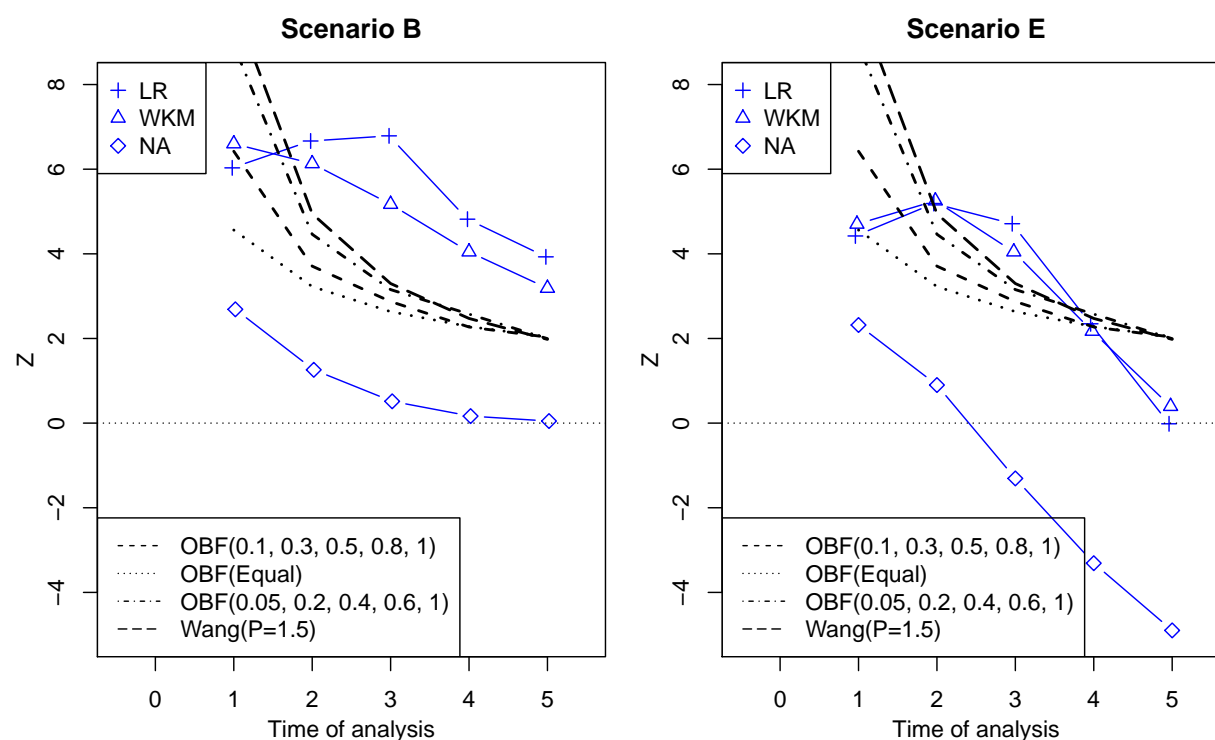 Scenario B
LR
WKM
NA
Z
8
6
4
2
0
−2
−4
OBF(0.1, 0.3, 0.5, 0.8, 1)
OBF(Equal)
OBF(0.05, 0.2, 0.4, 0.6, 1)
Wang(P=1.5)
0 1 2 3 4 5
Time of analysis
Scenario E
LR
WKM
NA
Z
8
6
4
2
0
−2
−4
OBF(0.1, 0.3, 0.5, 0.8, 1)
OBF(Equal)
OBF(0.05, 0.2, 0.4, 0.6, 1)
Wang(P=1.5)
0 1 2 3 4 5
Time of analysis